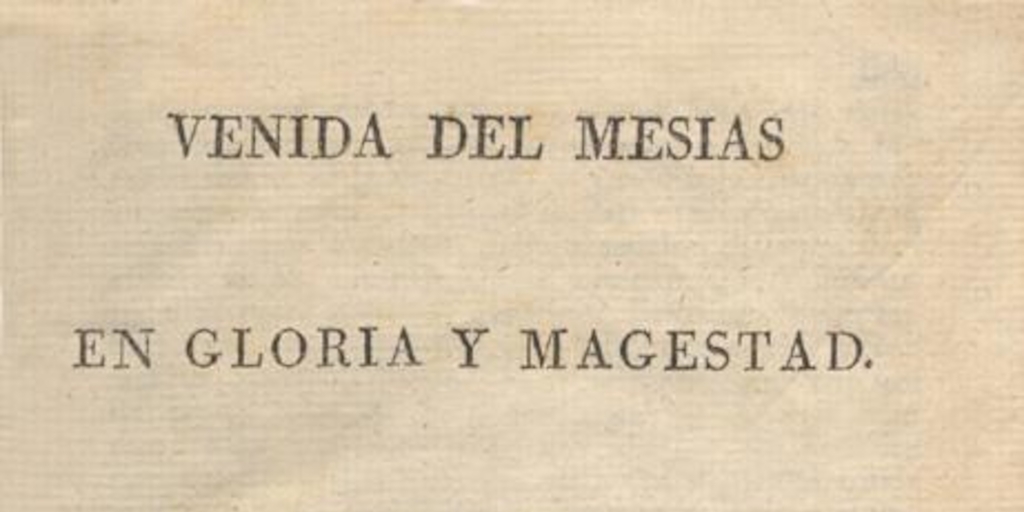 VENIDA DEL MESIAS
EN GLORIA Y MAGESTAD.